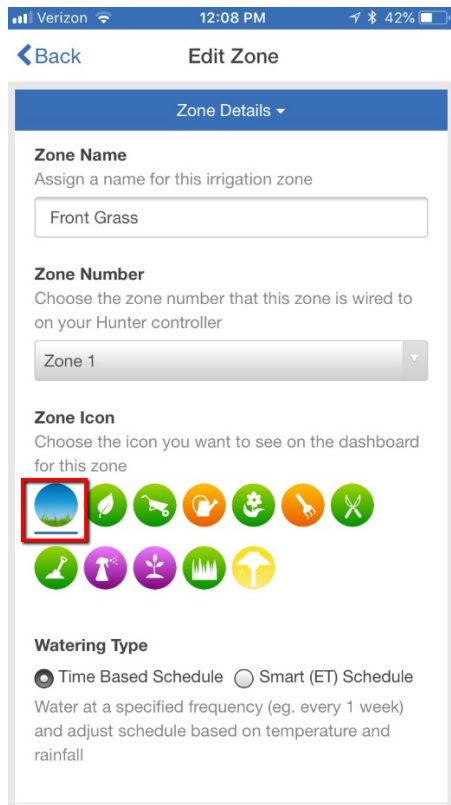 Verizon 12:08 PM 42%
Back Edit Zone
Zone Details
Zone Name
Assign a name for this irrigation zone
Front Grass
Zone Number
Choose the zone number that this zone is wired to
on your Hunter controller
Zone 1
Zone Icon
Choose the icon you want to see on the dashboard
for this zone
Watering Type
Time Based Schedule Smart (ET) Schedule
Water at a specified frequency (eg. every 1 week)
and adjust schedule based on temperature and
rainfall